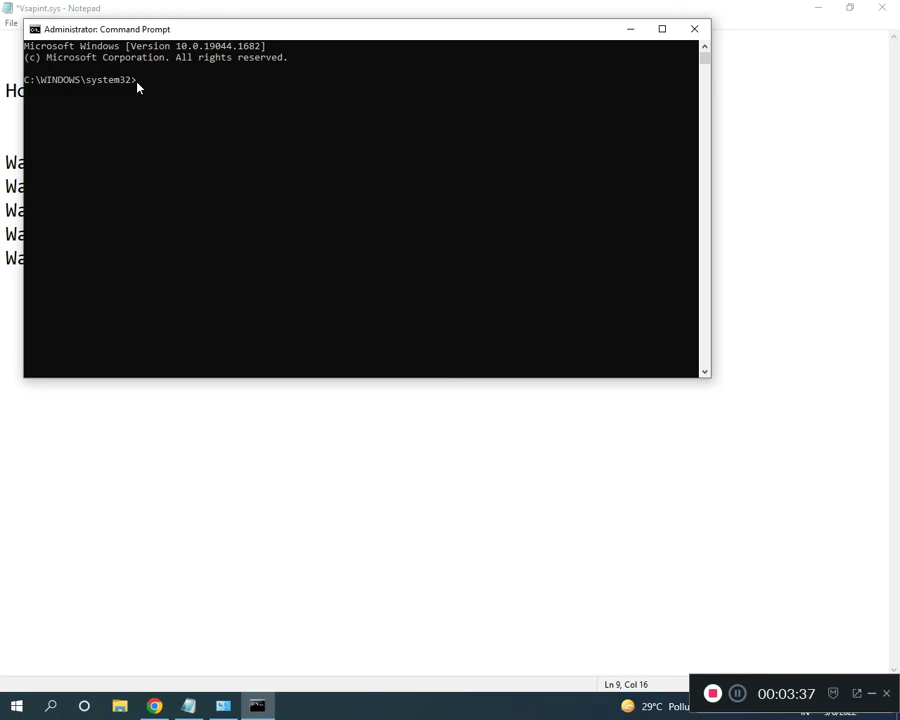 *Vsapint.sys - Notepad
File
Administrator: Command Prompt
Microsoft Windows [Version 10.0.19044.1682]
(c) Microsoft Corporation. All rights reserved.
C:\WINDOWS\system32>
Ho
Wa
Wa
Wa
Wa
Wa
Ln 9, Col 16
00:03:37
29°C Pollu